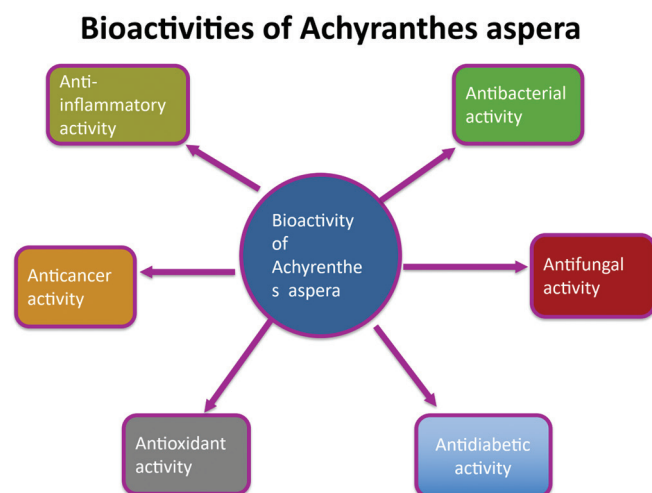 Bioactivities of Achyranthes aspera
Anti-
inflammatory
activity
Antibacterial
activity
Bioactivity
of
Achyrenthe
s aspera
Anticancer
activity
Antifungal
activity
Antioxidant
activity
Antidiabetic
activity